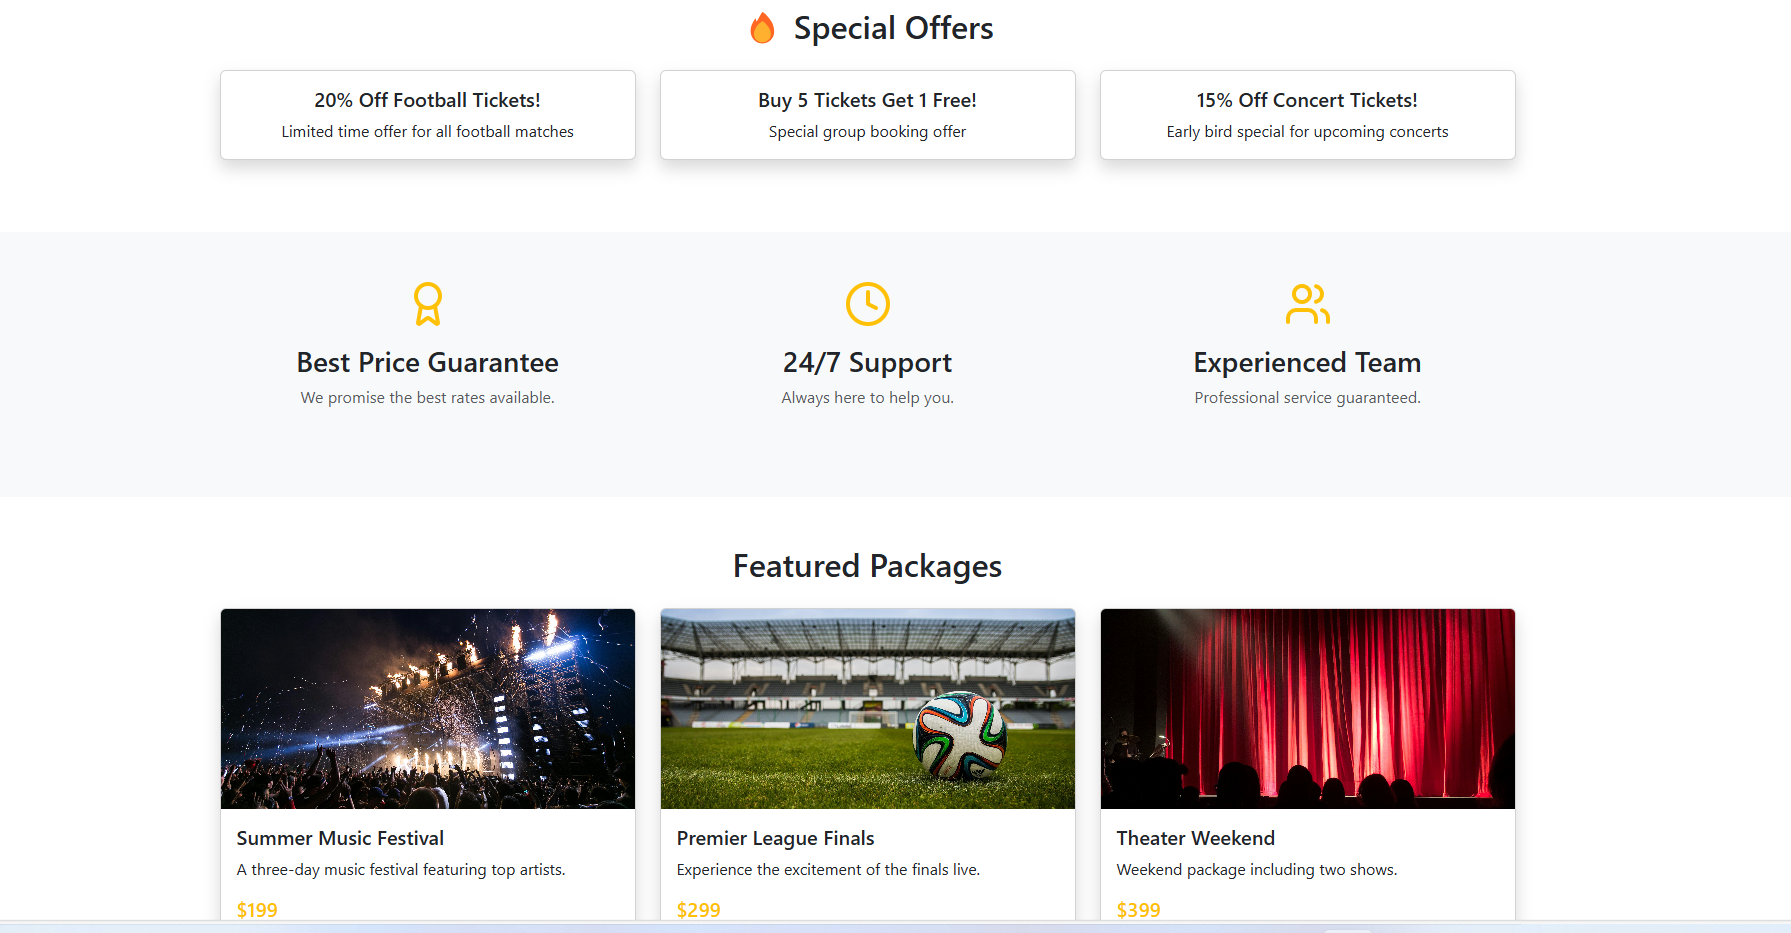 Special Offers
20% Off Football Tickets!
Limited time offer for all football matches
Buy 5 Tickets Get 1 Free!
Special group booking offer
15% Off Concert Tickets!
Early bird special for upcoming concerts
Best Price Guarantee
We promise the best rates available.
24/7 Support
Always here to help you.
Experienced Team
Professional service guaranteed.
Featured Packages
Summer Music Festival
A three-day music festival featuring top artists.
$199
Premier League Finals
Experience the excitement of the finals live.
$299
Theater Weekend
Weekend package including two shows.
$399